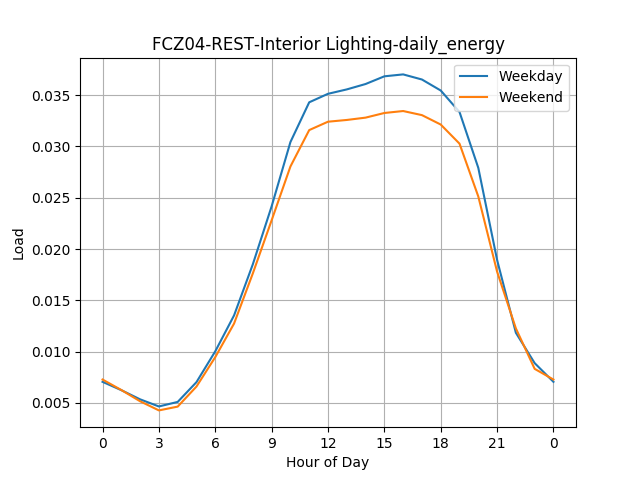 FCZ04-REST-Interior Lighting-daily_energy
Weekday
Weekend
0.035
0.030
0.025
0.020
0.015
0.010
0.005
Load
0 3 6 9 12 15 18 21 0
Hour of Day